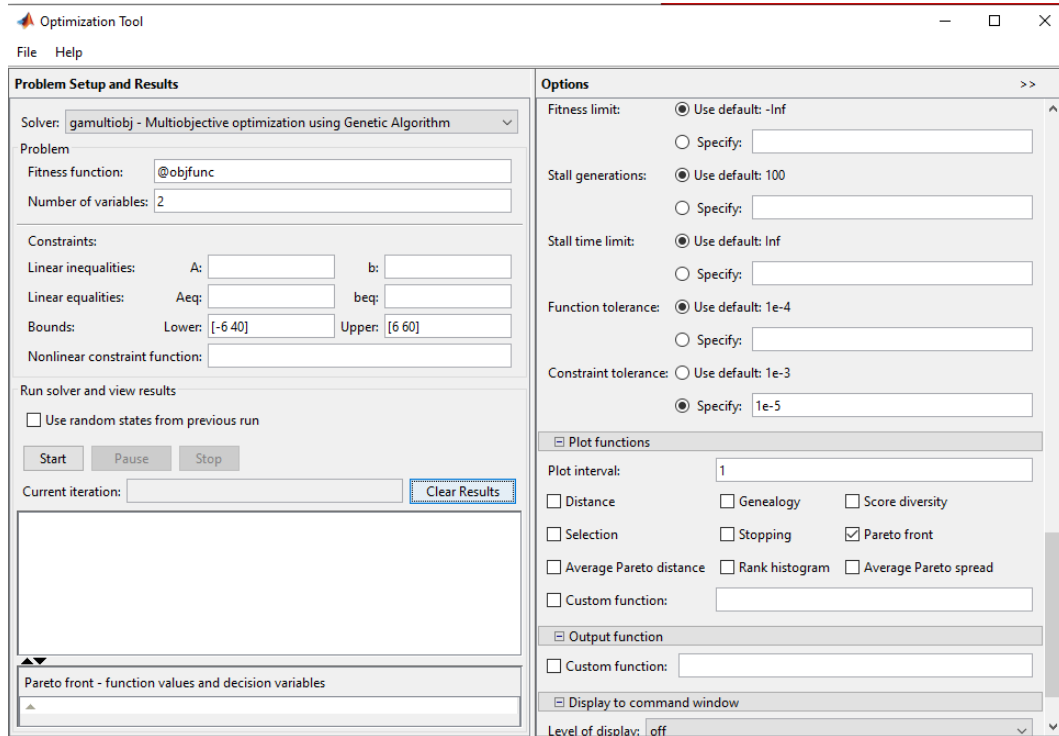 Optimization Tool
File Help
Problem Setup and Results
Solver: gamultiobj - Multiobjective optimization using Genetic Algorithm
Problem
Fitness function: @objfunc
Number of variables: 2
Constraints:
Linear inequalities: A: b:
Linear equalities: Aeq: beq:
Bounds: Lower: [-6 40] Upper: [6 60]
Nonlinear constraint function:
Run solver and view results
Use random states from previous run
Start Pause Stop
Current iteration: Clear Results
Pareto front - function values and decision variables
Options >>
Fitness limit: Use default: -Inf
Specify:
Stall generations: Use default: 100
Specify:
Stall time limit: Use default: Inf
Specify:
Function tolerance: Use default: 1e-4
Specify:
Constraint tolerance: Use default: 1e-3
Specify: 1e-5
Plot functions
Plot interval: 1
Distance Genealogy Score diversity
Selection Stopping Pareto front
Average Pareto distance Rank histogram Average Pareto spread
Custom function:
Output function
Custom function:
Display to command window
Level of display: off